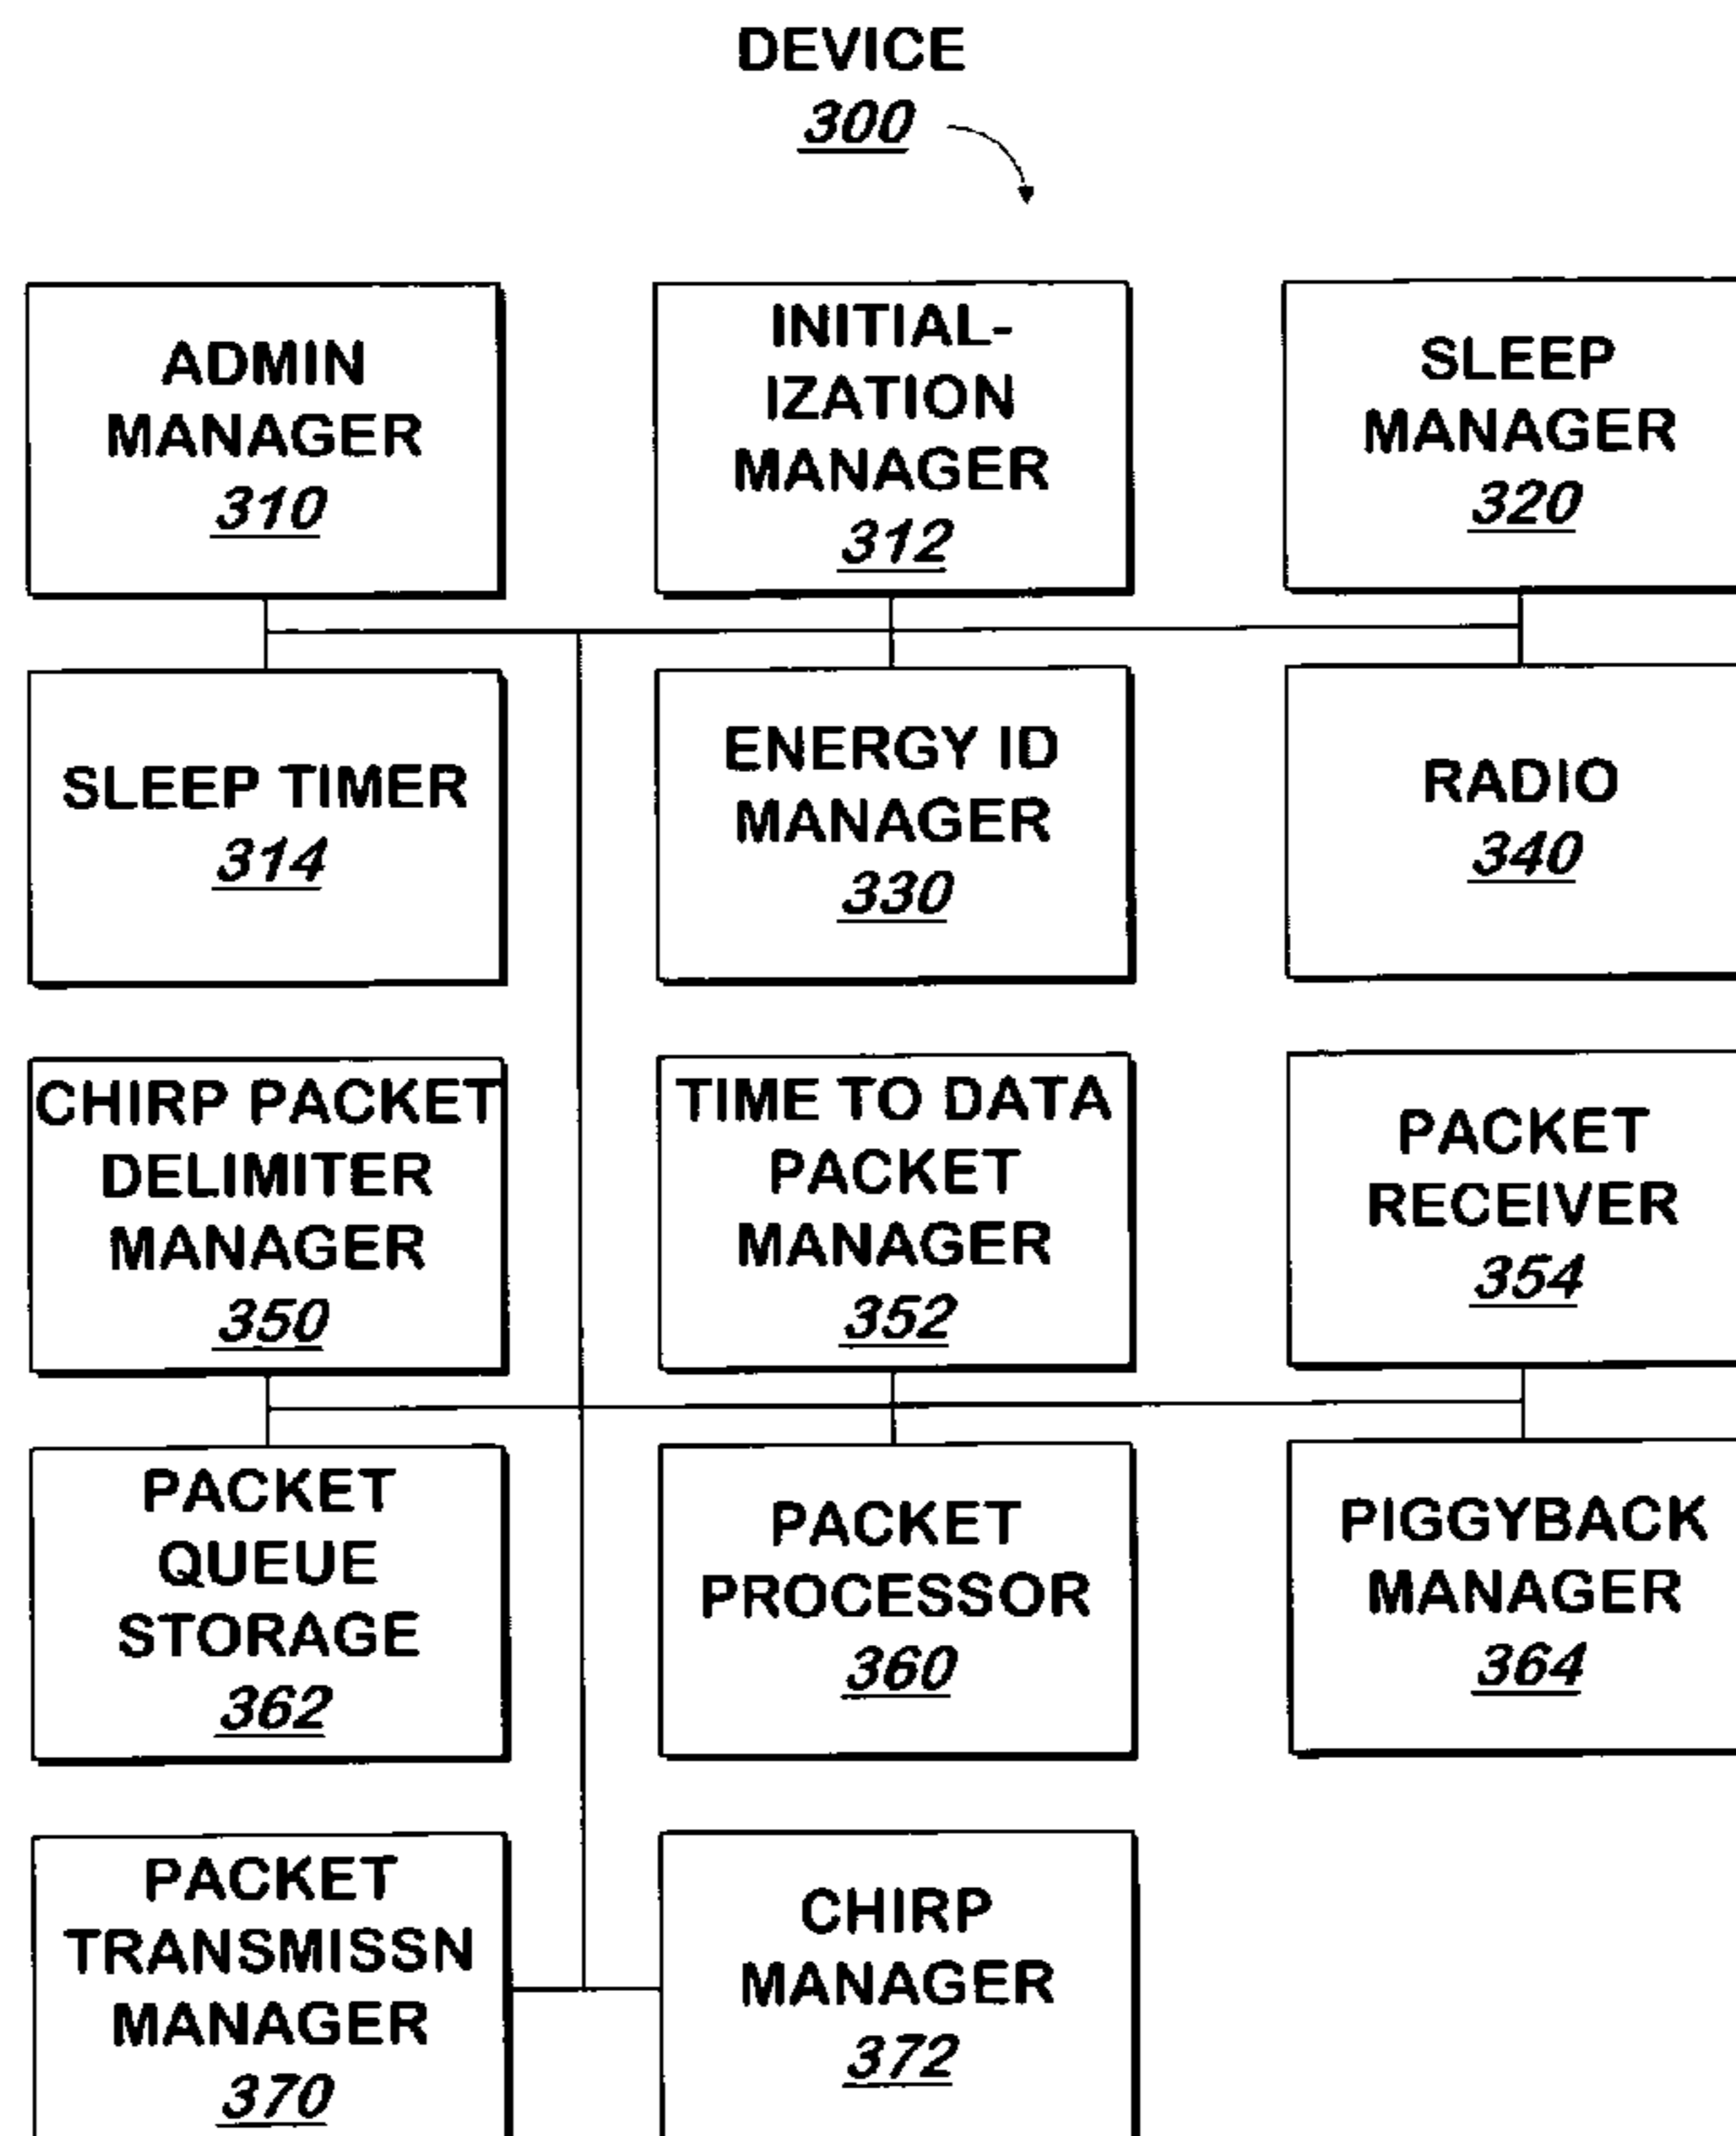 DEVICE
300
ADMIN
MANAGER
310
INITIAL-
IZATION
MANAGER
312
SLEEP
MANAGER
320
SLEEP TIMER
314
ENERGY ID
MANAGER
330
RADIO
340
CHIRP PACKET
DELIMITER
MANAGER
350
TIME TO DATA
PACKET
MANAGER
352
PACKET
RECEIVER
354
PACKET
QUEUE
STORAGE
362
PACKET
PROCESSOR
360
PIGGYBACK
MANAGER
364
PACKET
TRANSMISSN
MANAGER
370
CHIRP
MANAGER
372